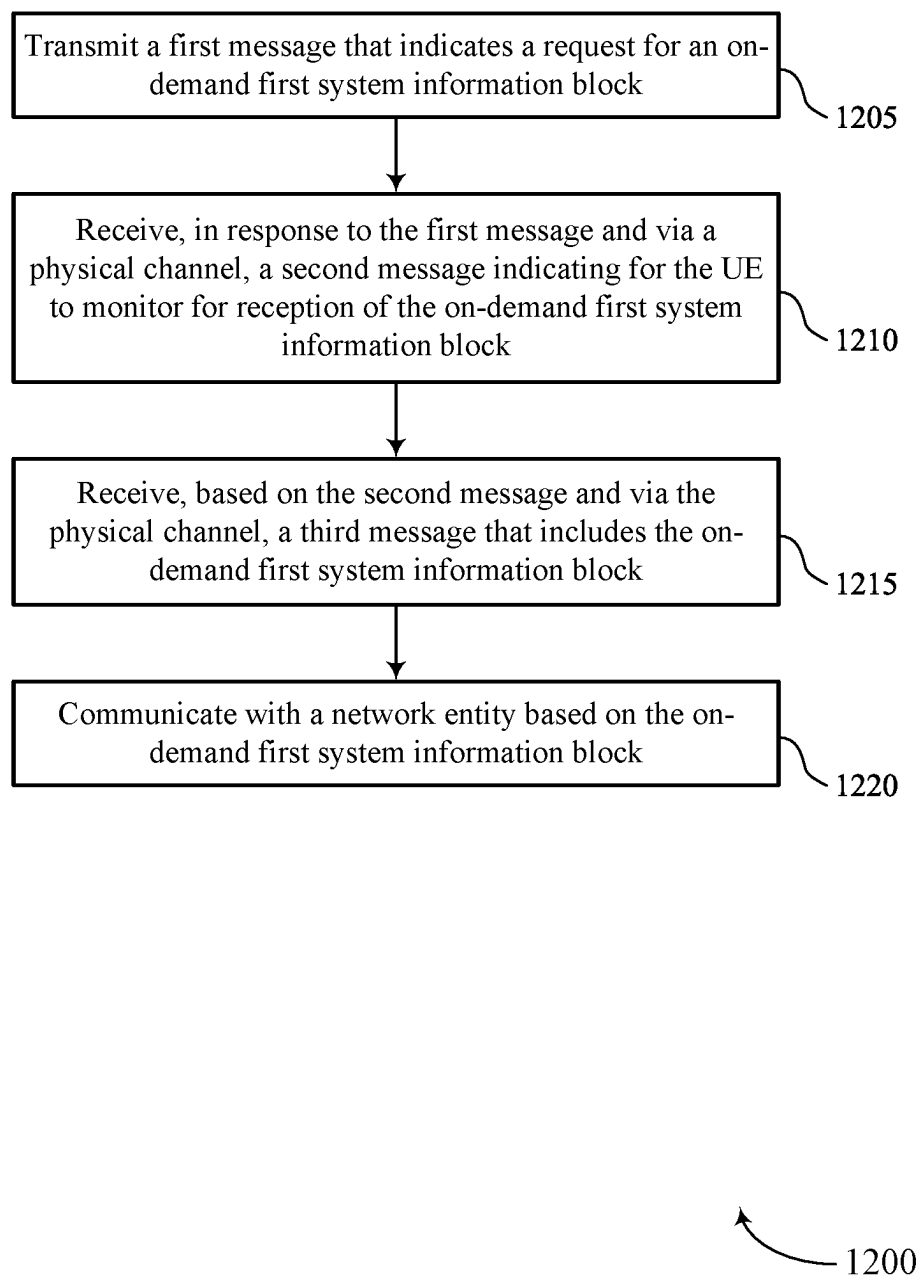 Transmit a first message that indicates a request for an on-
demand first system information block
1205
Receive, in response to the first message and via a
physical channel, a second message indicating for the UE
to monitor for reception of the on-demand first system
information block
1210
Receive, based on the second message and via the
physical channel, a third message that includes the on-
demand first system information block
1215
Communicate with a network entity based on the on-
demand first system information block
1220
1200